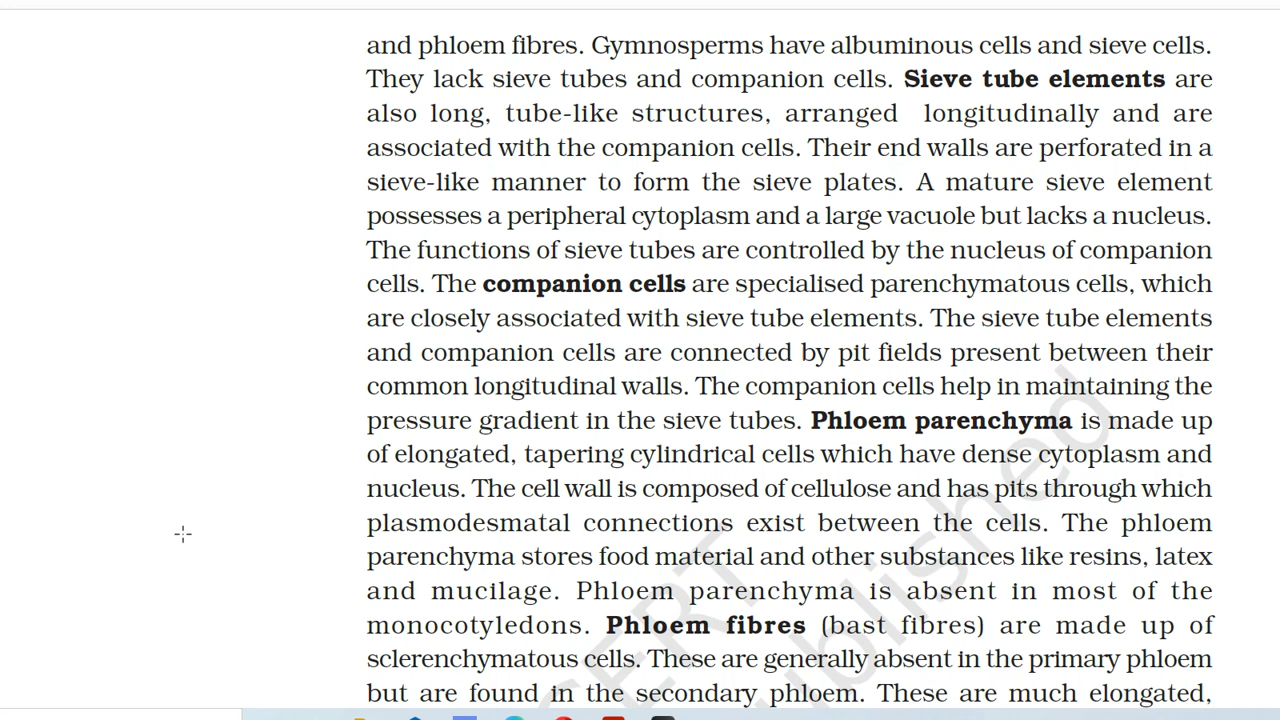 and phloem fibres. Gymnosperms have albuminous cells and sieve cells.
They lack sieve tubes and companion cells. Sieve tube elements are
also long, tube-like structures, arranged longitudinally and are
associated with the companion cells. Their end walls are perforated in a
sieve-like manner to form the sieve plates. A mature sieve element
possesses a peripheral cytoplasm and a large vacuole but lacks a nucleus.
The functions of sieve tubes are controlled by the nucleus of companion
cells. The companion cells are specialised parenchymatous cells, which
are closely associated with sieve tube elements. The sieve tube elements
and companion cells are connected by pit fields present between their
common longitudinal walls. The companion cells help in maintaining the
pressure gradient in the sieve tubes. Phloem parenchyma is made up
of elongated, tapering cylindrical cells which have dense cytoplasm and
nucleus. The cell wall is composed of cellulose and has pits through which
plasmodesmatal connections exist between the cells. The phloem
parenchyma stores food material and other substances like resins, latex
and mucilage. Phloem parenchyma is absent in most of the
monocotyledons. Phloem fibres (bast fibres) are made up of
sclerenchymatous cells. These are generally absent in the primary phloem
but are found in the secondary phloem. These are much elongated,